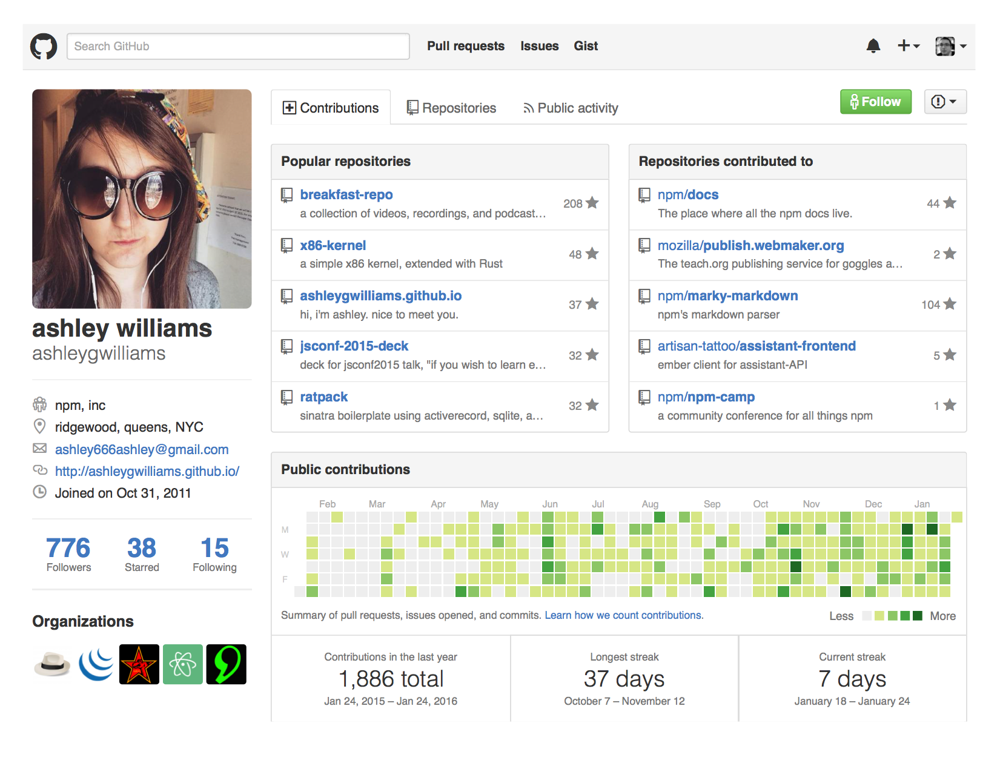 Search GitHub
Pull requests Issues Gist
Contributions Repositories Public activity
Follow
ashley williams
ashleygwilliams
npm, inc
ridgewood, queens, NYC
ashley666ashley@gmail.com
http://ashleygwilliams.github.io/
Joined on Oct 31, 2011
776 38 15
Followers Starred Following
Organizations
Popular repositories
breakfast-repo
208
a collection of videos, recordings, and podcast…
x86-kernel
48
a simple x86 kernel, extended with Rust
ashleygwilliams.github.io
37
hi, i'm ashley. nice to meet you.
jsconf-2015-deck
32
deck for jsconf2015 talk, "if you wish to learn e…
ratpack
32
sinatra boilerplate using activerecord, sqlite, a…
Repositories contributed to
npm/docs
44
The place where all the npm docs live.
mozilla/publish.webmaker.org
2
The teach.org publishing service for goggles a…
npm/marky-markdown
104
npm's markdown parser
artisan-tattoo/assistant-frontend
5
ember client for assistant-API
npm/npm-camp
1
a community conference for all things npm
Public contributions
Feb Mar Apr May Jun Jul Aug Sep Oct Nov Dec Jan
M
W
F
Summary of pull requests, issues opened, and commits. Learn how we count contributions.
Less More
Contributions in the last year
1,886 total
Jan 24, 2015 – Jan 24, 2016
Longest streak
37 days
October 7 – November 12
Current streak
7 days
January 18 – January 24